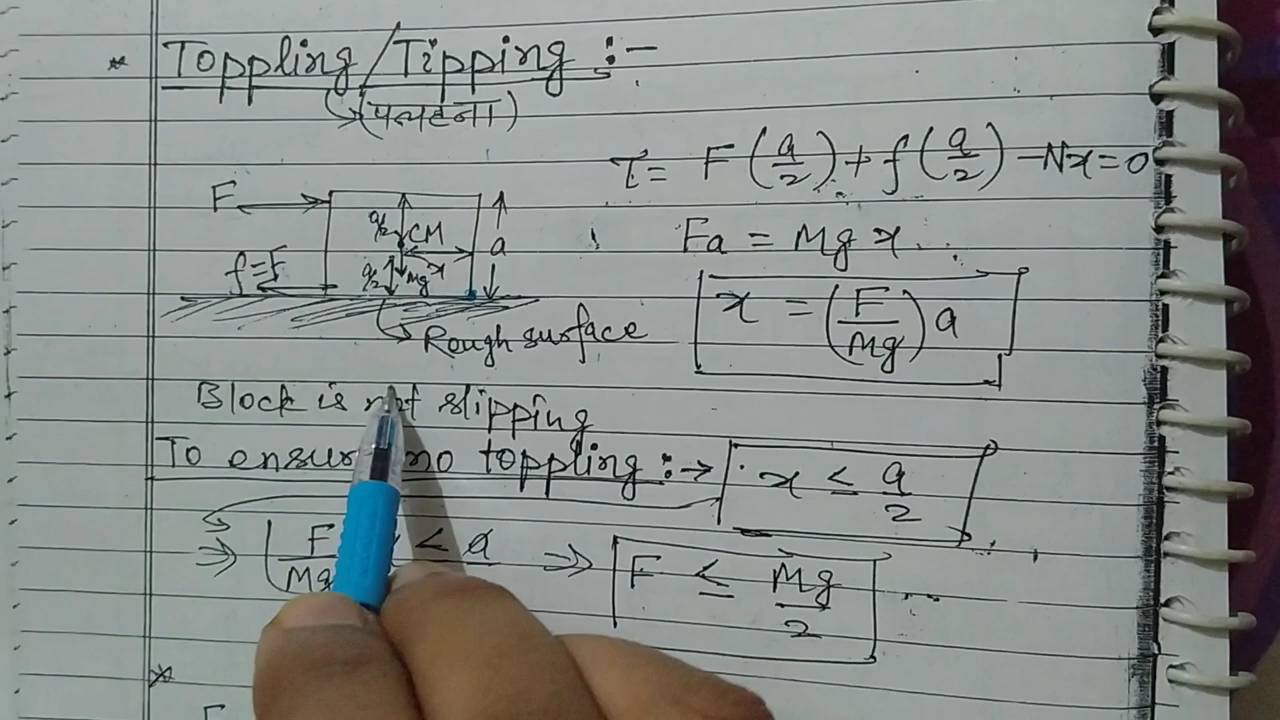 * Toppling/Tipping :-
(पलटना)
τ = F(a/2) + f(a/2) - Nx = 0
F
a/2 CM
a
Fa = Mg x
f=F a/2 Mg x
x = (F/Mg) a
Rough surface
Block is not slipping
To ensure no toppling :→ x ≤ a/2
⇒ (F/Mg < a ⇒ F ≤ Mg/2
*